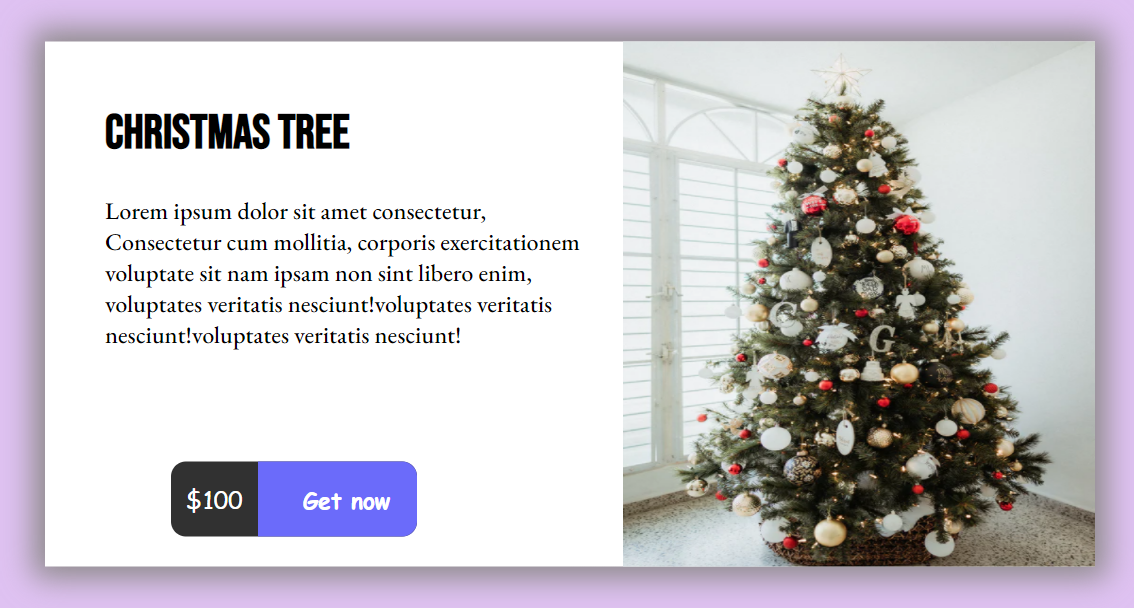 CHRISTMAS TREE
Lorem ipsum dolor sit amet consectetur,
Consectetur cum mollitia, corporis exercitationem
voluptate sit nam ipsam non sint libero enim,
voluptates veritatis nesciunt!voluptates veritatis
nesciunt!voluptates veritatis nesciunt!
$100 Get now
G